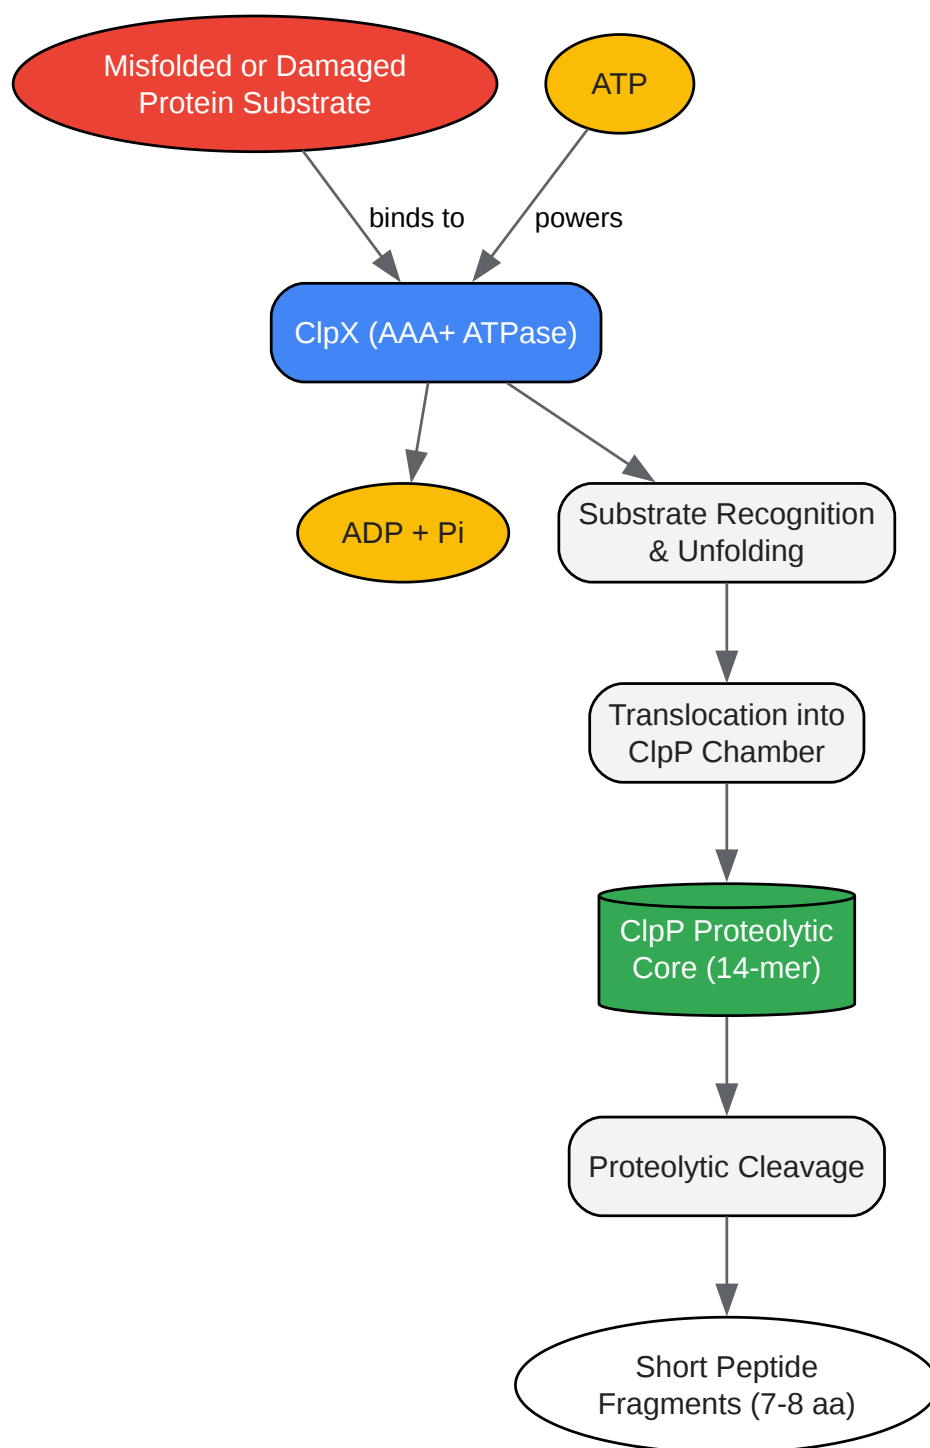 Misfolded or Damaged
Protein Substrate
ATP
binds to
powers
ClpX (AAA+ ATPase)
ADP + Pi
Substrate Recognition
& Unfolding
Translocation into
ClpP Chamber
ClpP Proteolytic
Core (14-mer)
Proteolytic Cleavage
Short Peptide
Fragments (7-8 aa)